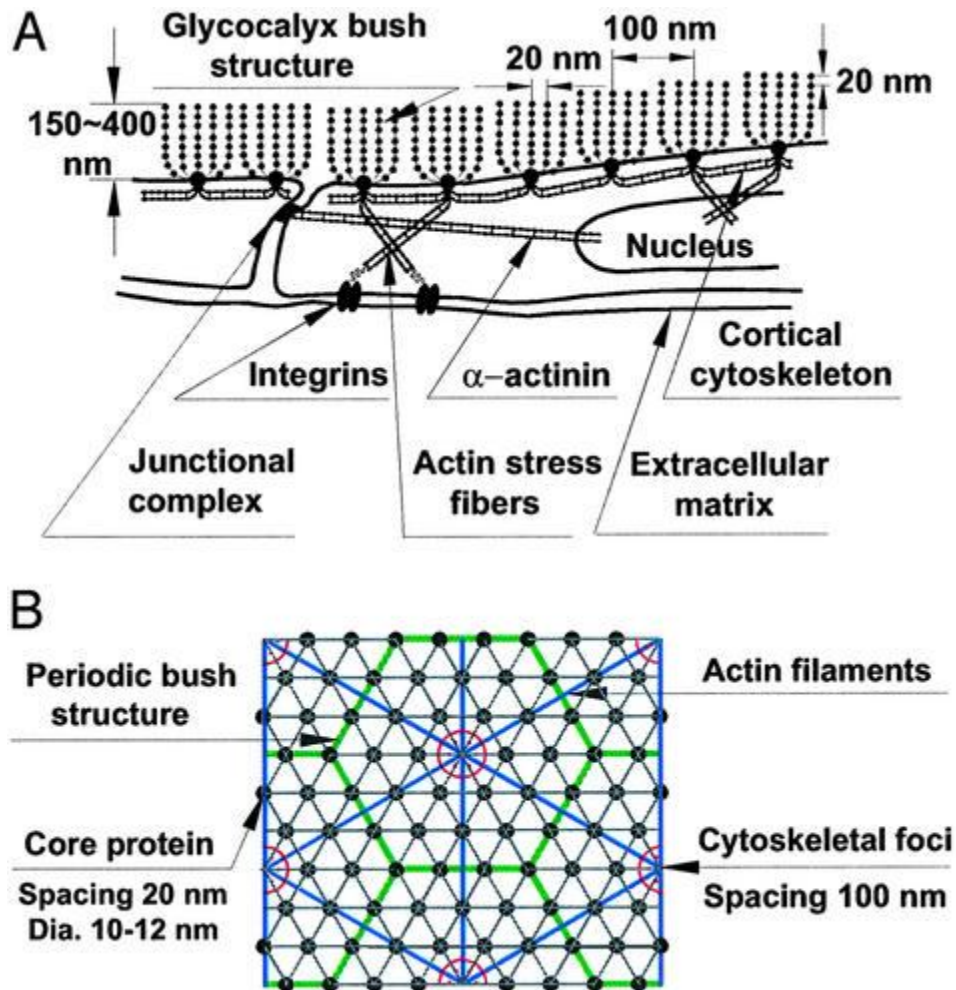 A
Glycocalyx bush
structure
20 nm
100 nm
20 nm
150~400
nm
Nucleus
Integrins
α−actinin
Cortical
cytoskeleton
Junctional
complex
Actin stress
fibers
Extracellular
matrix
B
Periodic bush
structure
Actin filaments
Core protein
Spacing 20 nm
Dia. 10-12 nm
Cytoskeletal foci
Spacing 100 nm